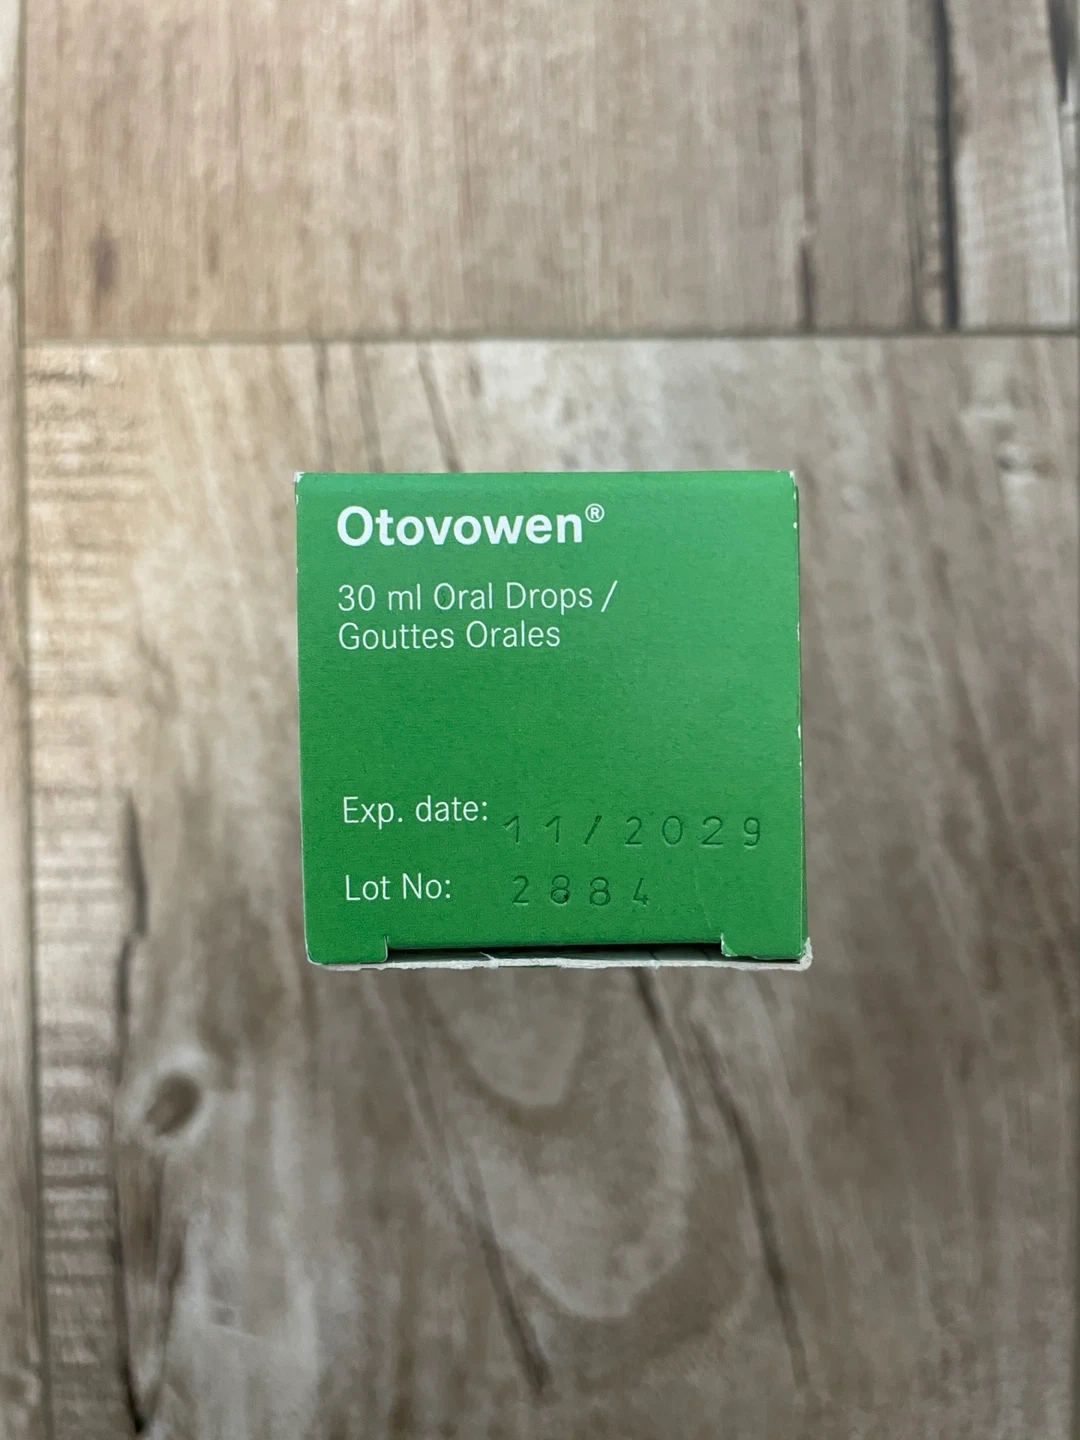 Otovowen®
30 ml Oral Drops /
Gouttes Orales
Exp. date: 11/2029
Lot No: 2884